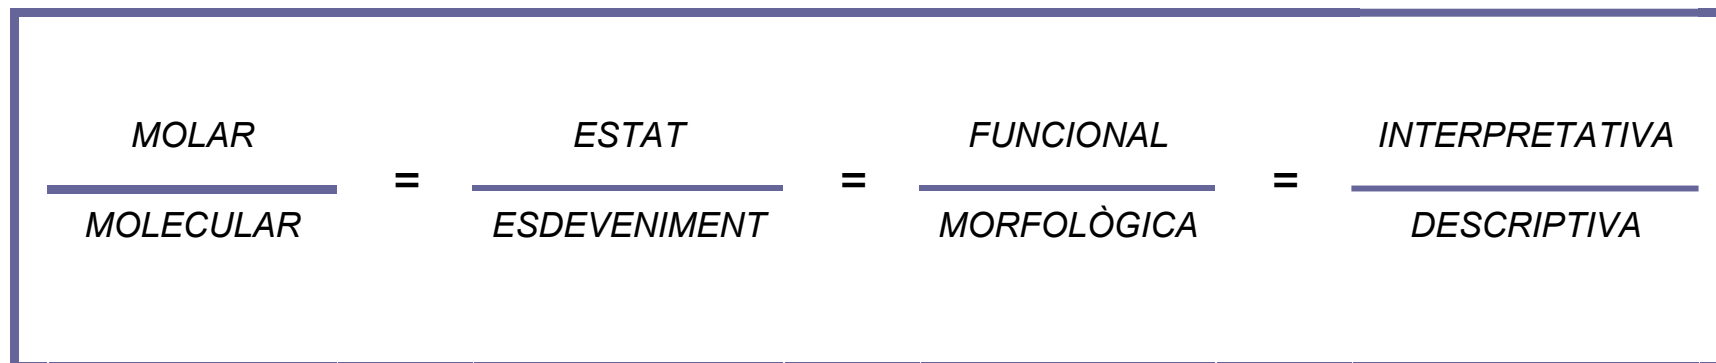 MOLAR ESTAT FUNCIONAL INTERPRETATIVA
= = =
MOLECULAR ESDEVENIMENT MORFOLÒGICA DESCRIPTIVA